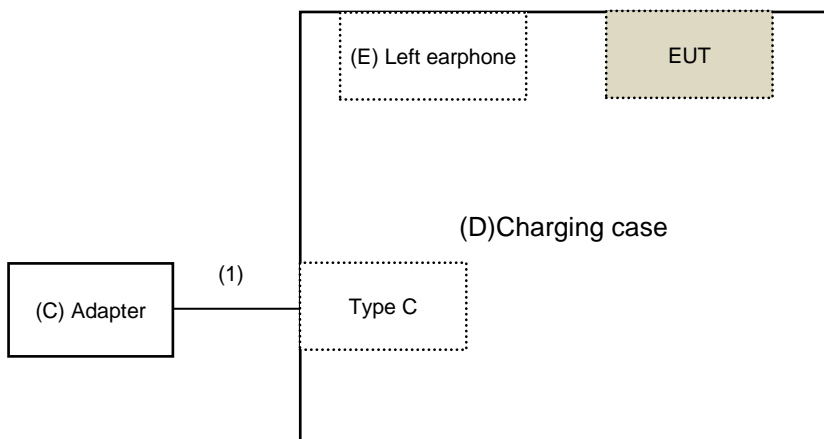 (E) Left earphone
EUT
(D)Charging case
(1)
(C) Adapter
Type C